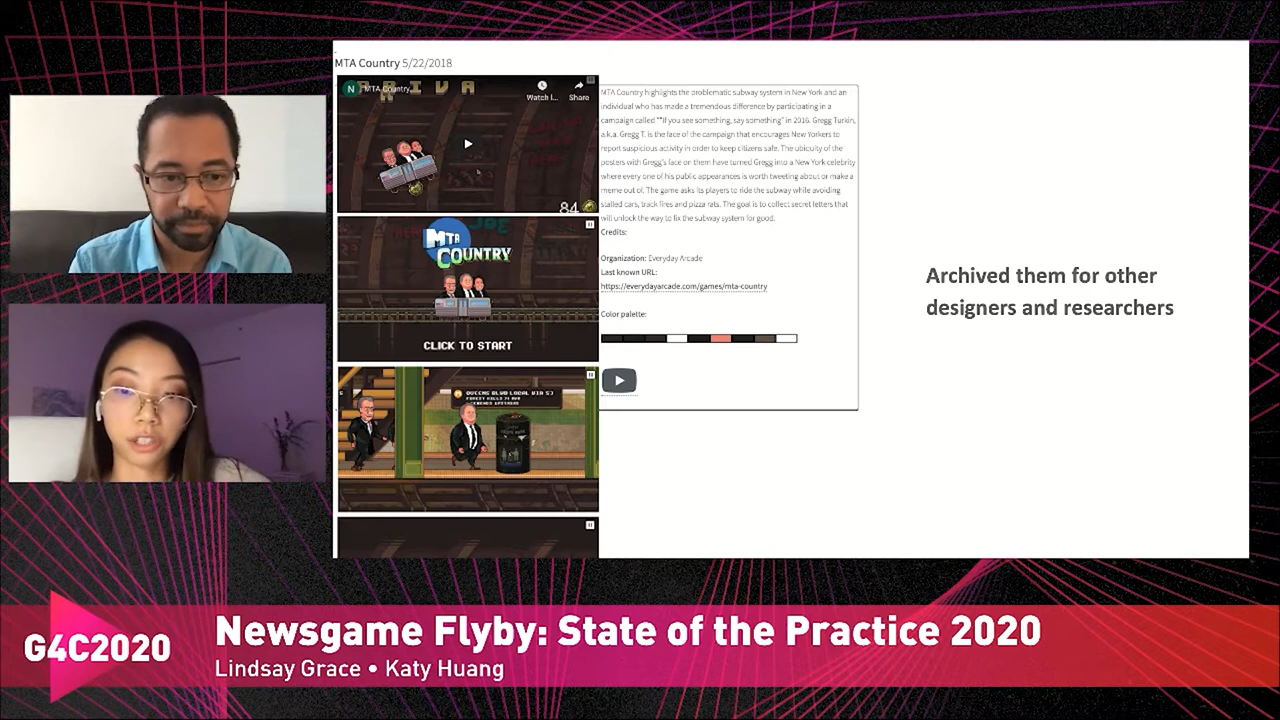 MTA Country 5/22/2018
N MTA Country
Watch l... Share
84
MTA
COUNTRY
CLICK TO START
QUEENS BLVD LOCAL VIA 53
MTA Country highlights the problematic subway system in New York and an
individual who has made a tremendous difference by participating in a
campaign called ""if you see something, say something" in 2016. Gregg Turkin,
a.k.a. Gregg T. is the face of the campaign that encourages New Yorkers to
report suspicious activity in order to keep citizens safe. The ubicuity of the
posters with Gregg's face on them have turned Gregg into a New York celebrity
where every one of his public appearances is worth tweeting about or make a
meme out of. The game asks its players to ride the subway while avoiding
stalled cars, track fires and pizza rats. The goal is to collect secret letters that
will unlock the way to fix the subway system for good.
Credits:
Organization: Everyday Arcade
Last known URL:
https://everydayarcade.com/games/mta-country
Color palette:
Archived them for other
designers and researchers
G4C2020
Newsgame Flyby: State of the Practice 2020
Lindsay Grace • Katy Huang